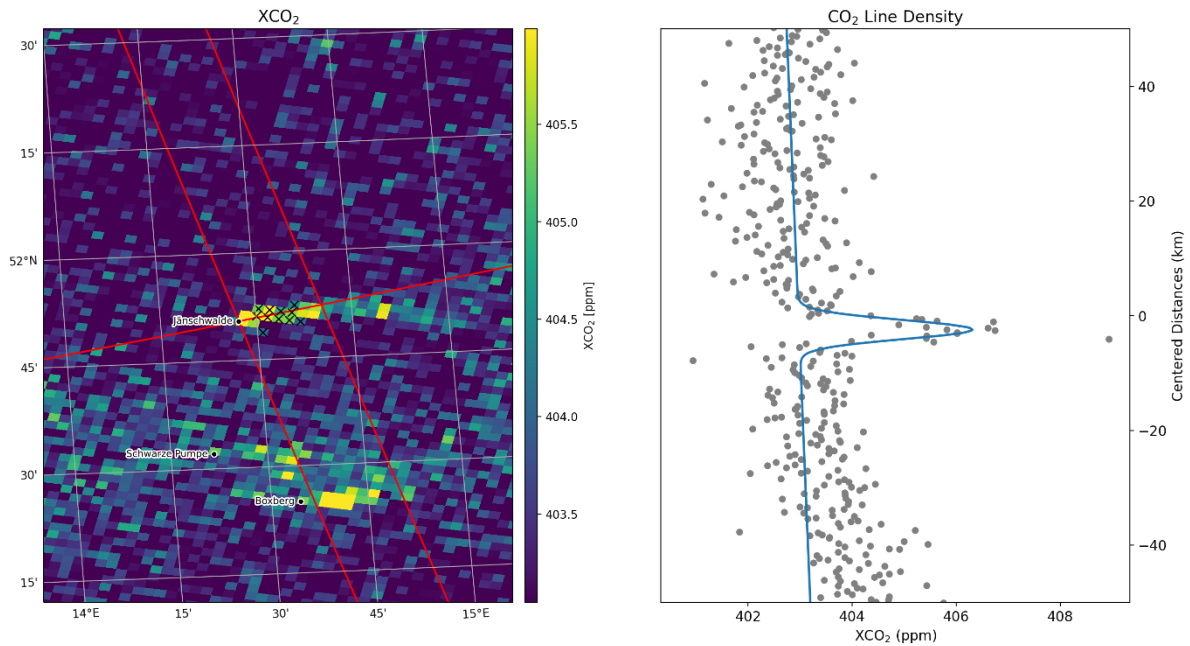 XCO₂
30'
15'
52°N
45'
30'
15'
14°E
15'
30'
45'
15°E
Jänschwalde
Schwarze Pumpe
Boxberg
405.5
405.0
404.5
404.0
403.5
XCO₂ [ppm]
CO₂ Line Density
40
20
0
−20
−40
Centered Distances (km)
402
404
406
408
XCO₂ (ppm)